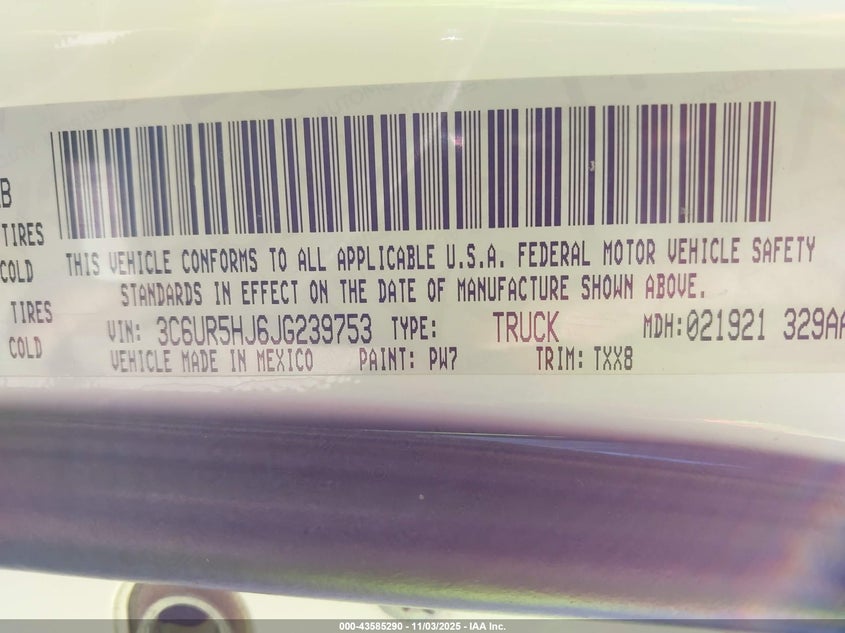 B
TIRES
COLD
THIS VEHICLE CONFORMS TO ALL APPLICABLE U.S.A. FEDERAL MOTOR VEHICLE SAFETY
STANDARDS IN EFFECT ON THE DATE OF MANUFACTURE SHOWN ABOVE.
TIRES
COLD
VIN: 3C6UR5HJ6JG239753 TYPE: TRUCK MDH:021921 329AA
VEHICLE MADE IN MEXICO PAINT: PW7 TRIM: TXX8
000-43585290 - 11/03/2025 - IAA Inc.